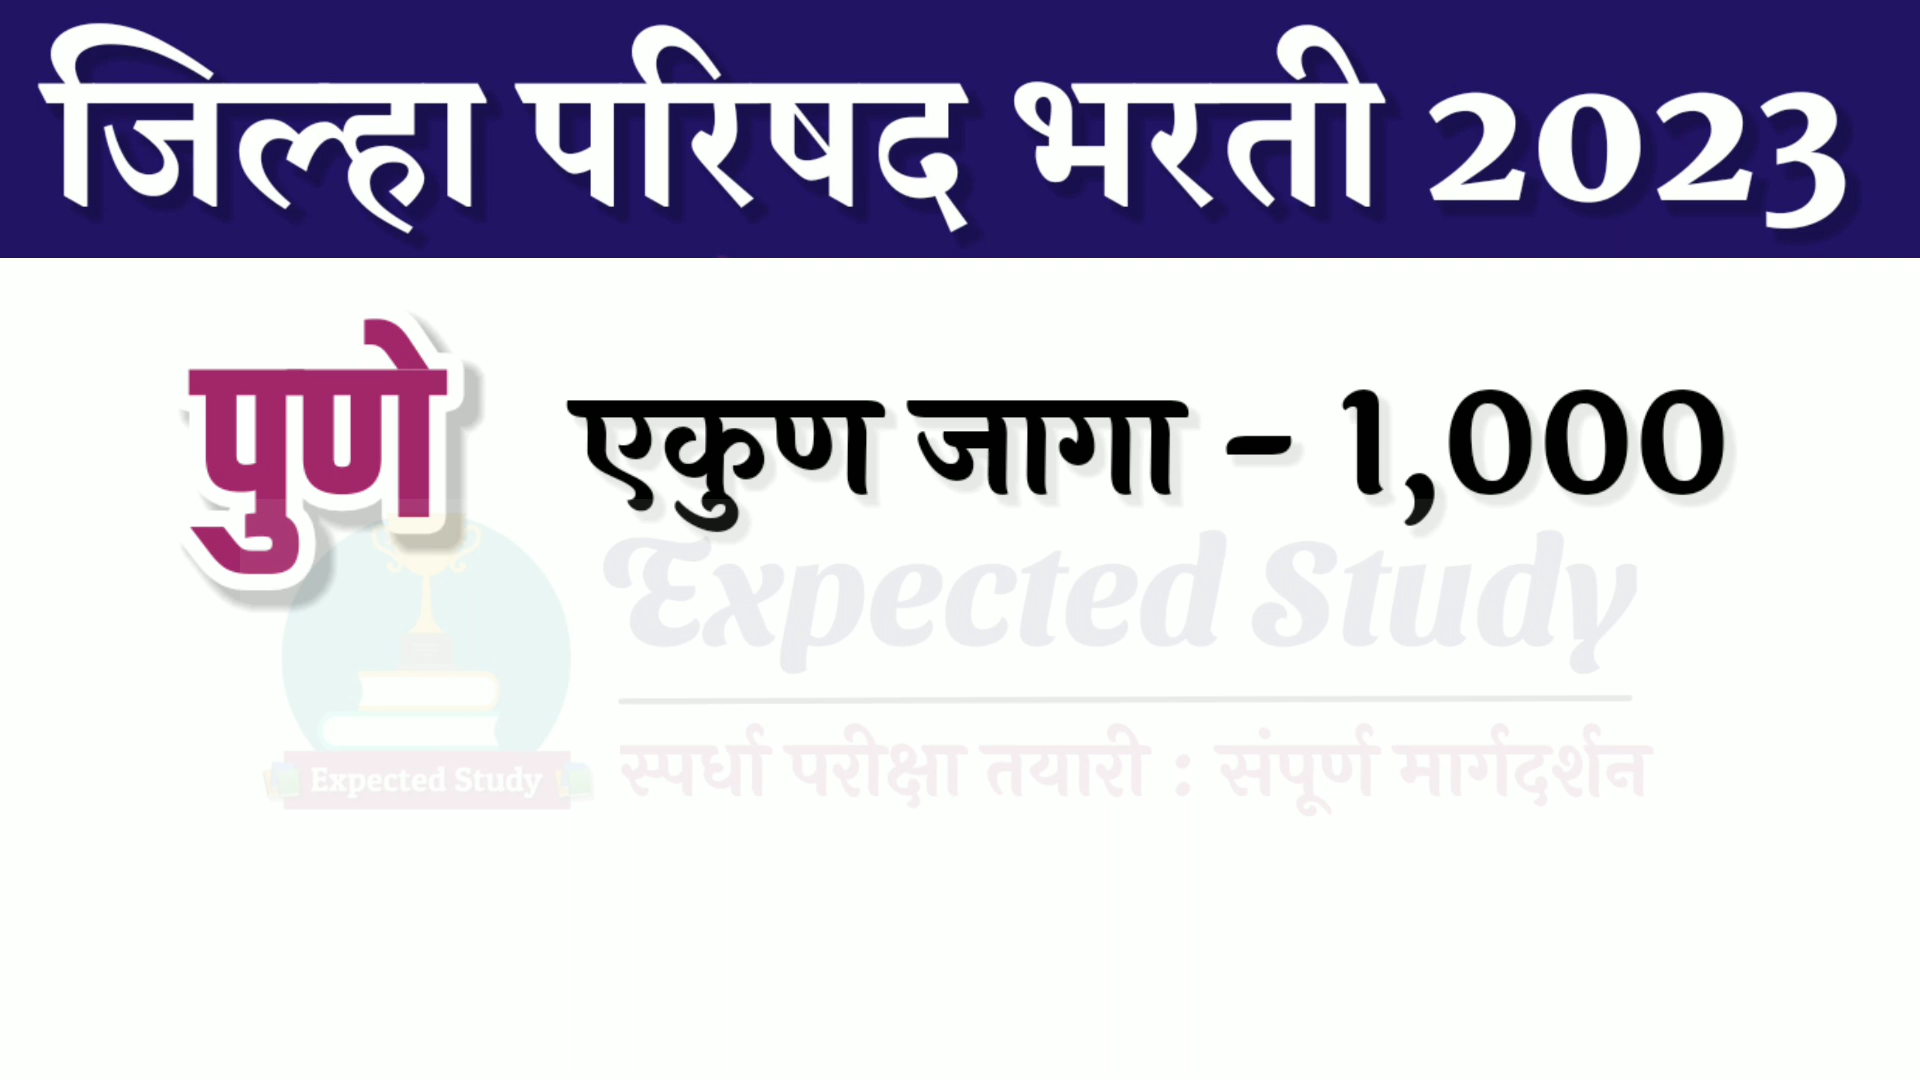 जिल्हा परिषद भरती 2023
पुणे
एकुण जागा - 1,000
Expected Study
Expected Study
स्पर्धा परीक्षा तयारी : संपूर्ण मार्गदर्शन